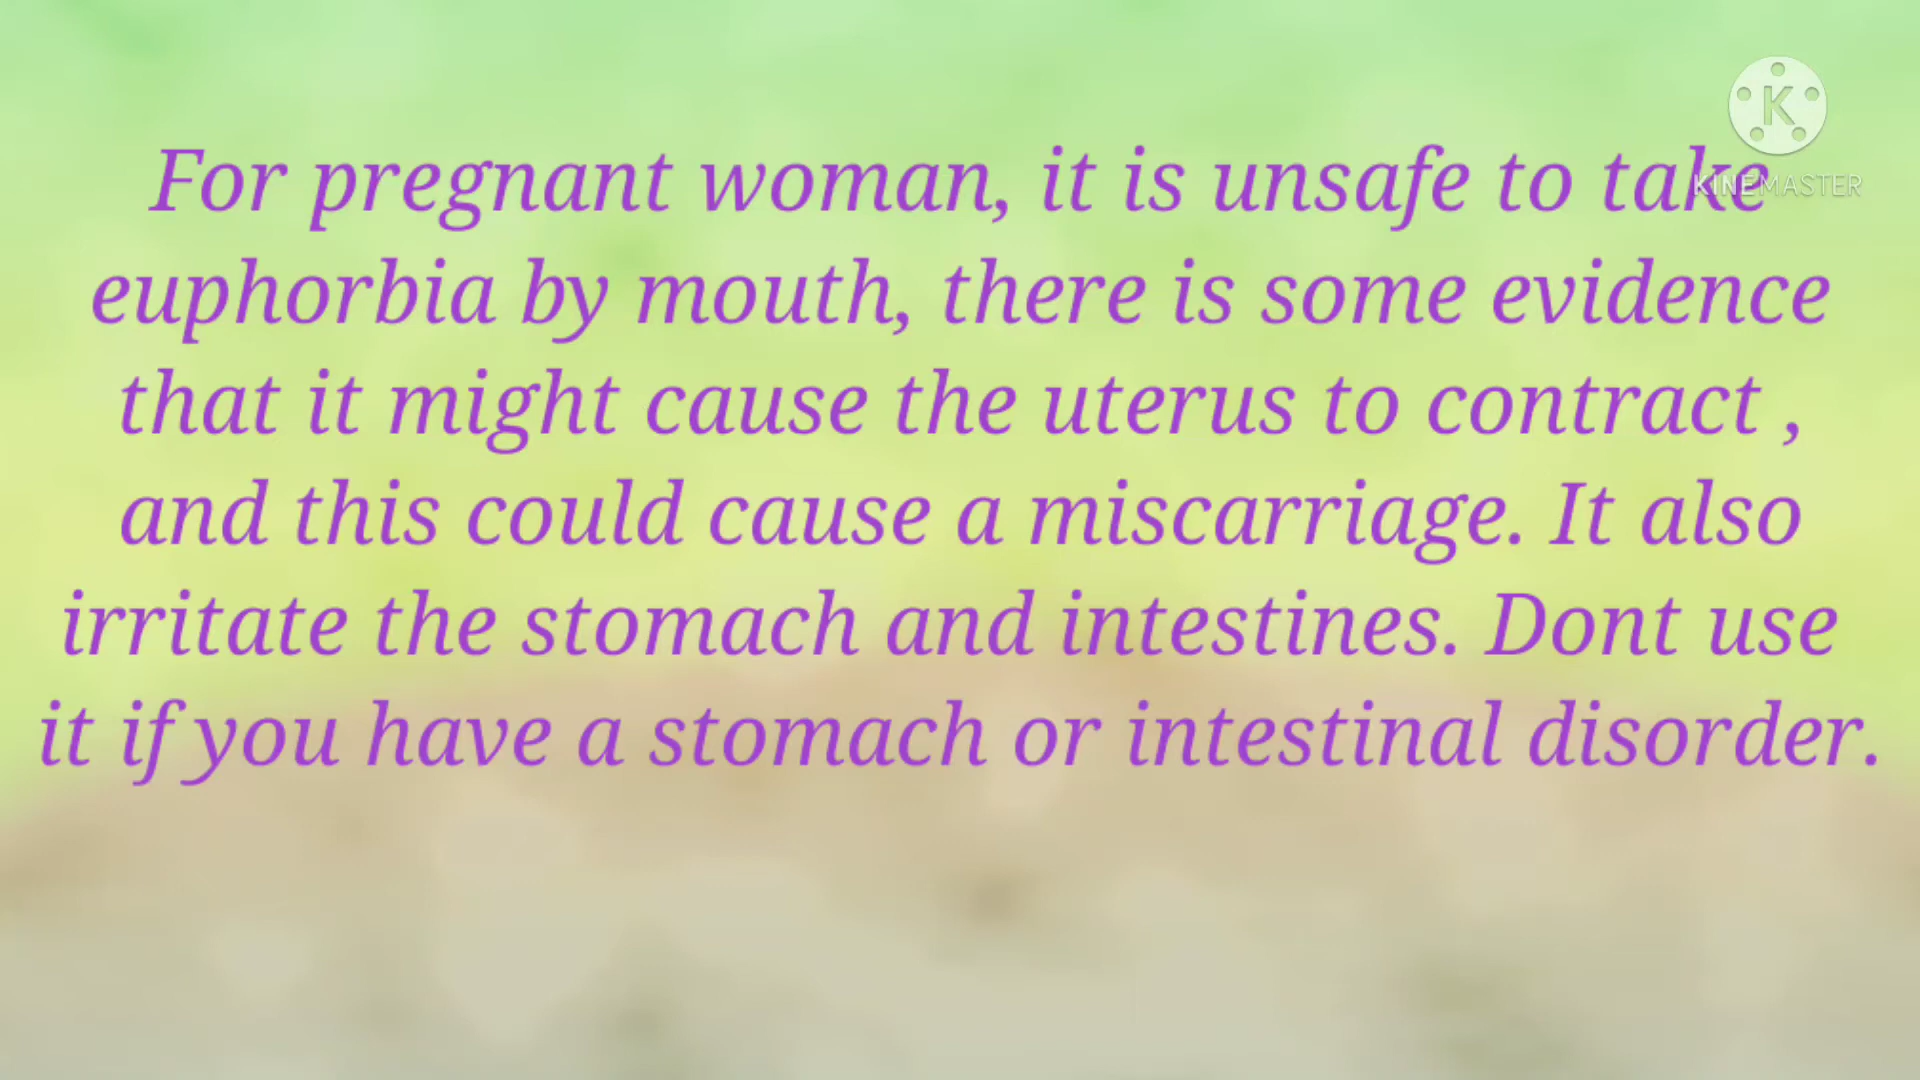 For pregnant woman, it is unsafe to take
euphorbia by mouth, there is some evidence
that it might cause the uterus to contract ,
and this could cause a miscarriage. It also
irritate the stomach and intestines. Dont use
it if you have a stomach or intestinal disorder.
K
KINEMASTER